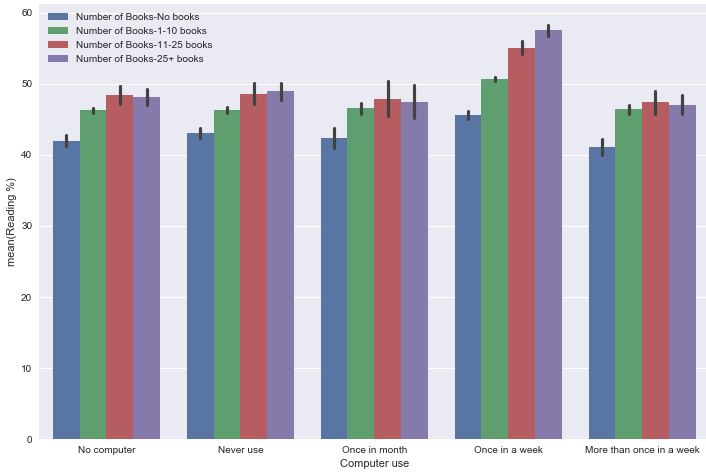 Number of Books-No books
Number of Books-1-10 books
Number of Books-11-25 books
Number of Books-25+ books
60
50
40
30
20
10
0
mean(Reading %)
No computer
Never use
Once in month
Once in a week
More than once in a week
Computer use